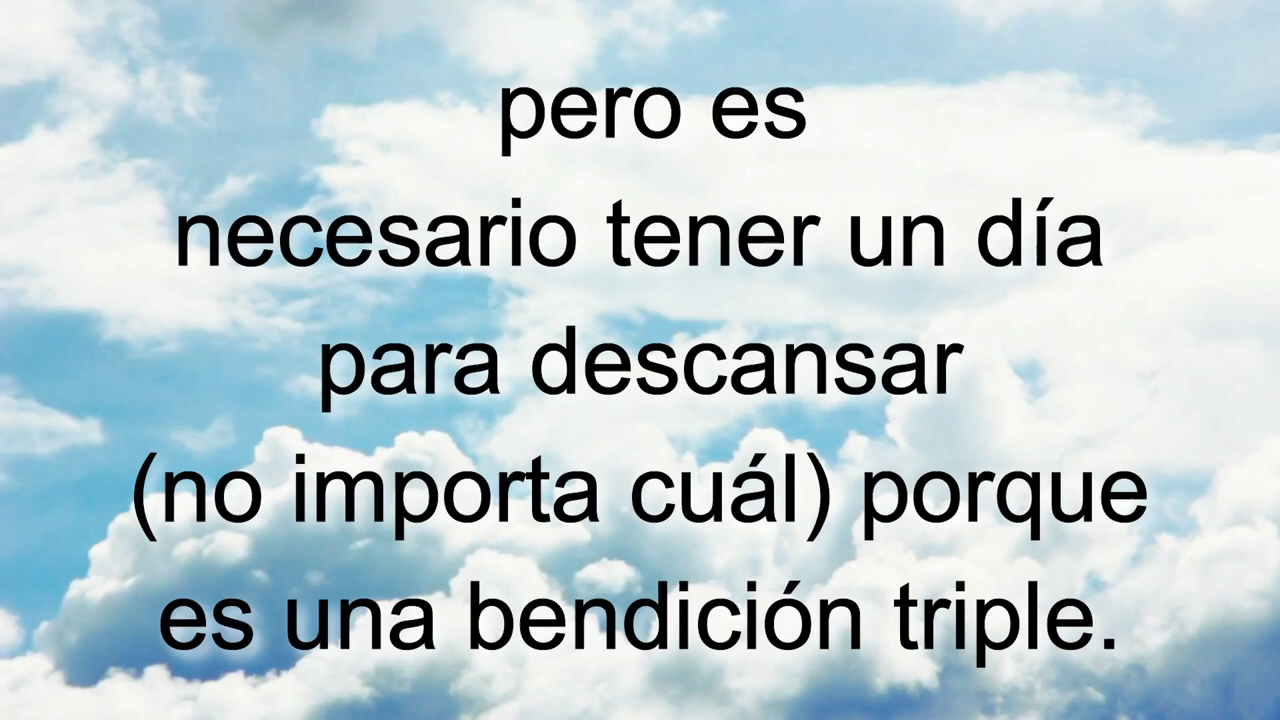 pero es
necesario tener un día
para descansar
(no importa cuál) porque
es una bendición triple.